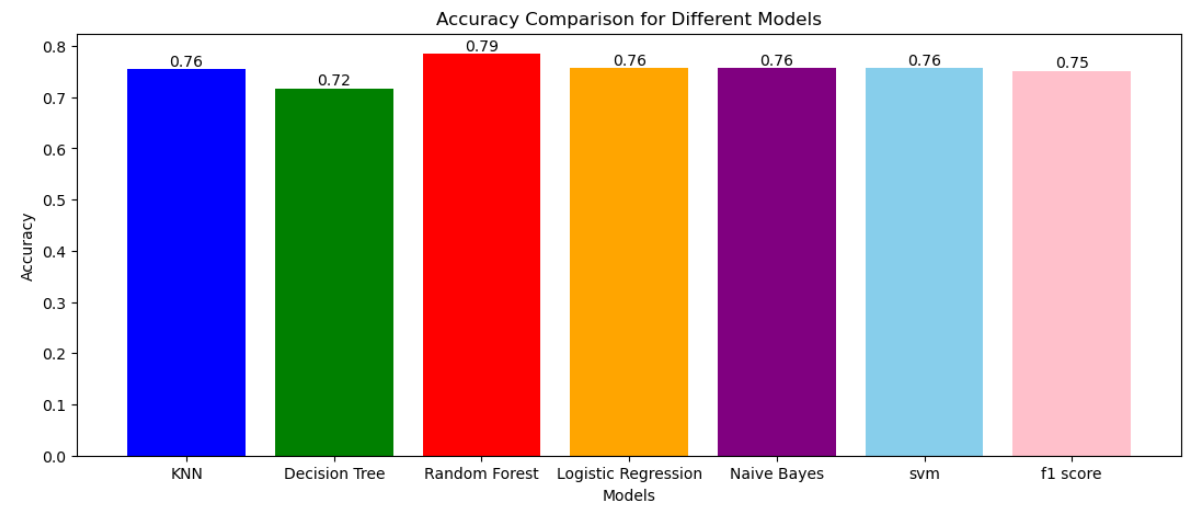 Accuracy Comparison for Different Models
Accuracy
0.8
0.7
0.6
0.5
0.4
0.3
0.2
0.1
0.0
0.76
0.72
0.79
0.76
0.76
0.76
0.75
KNN
Decision Tree
Random Forest
Logistic Regression
Naive Bayes
svm
f1 score
Models